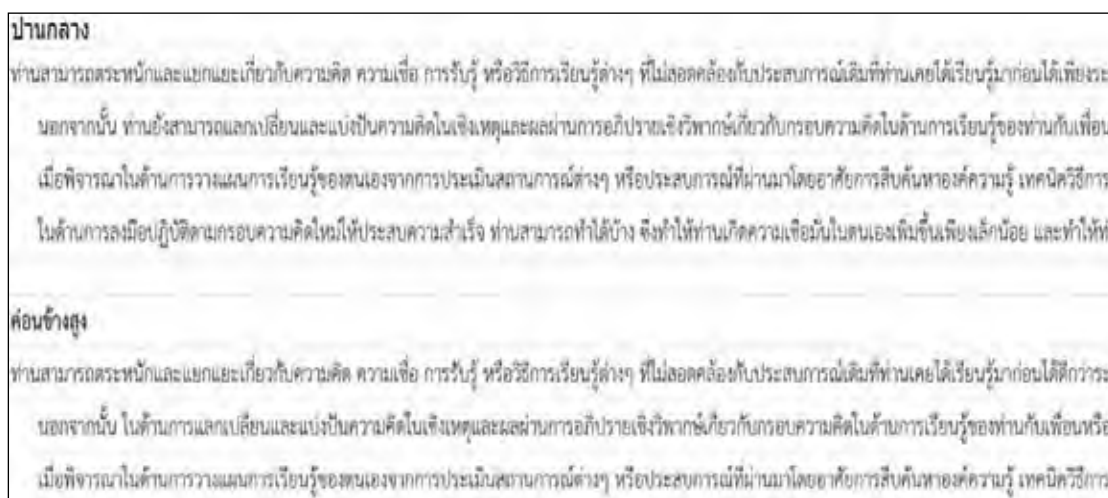 ปานกลาง
ท่านสามารถตระหนักและแยกแยะเกี่ยวกับความคิด ความเชื่อ การรับรู้ หรือวิธีการเรียนรู้ต่างๆ ที่ไม่สอดคล้องกับประสบการณ์เดิมที่ท่านเคยได้เรียนรู้มาก่อนได้เพียงระ
นอกจากนั้น ท่านยังสามารถแลกเปลี่ยนและแบ่งปันความคิดในเชิงเหตุและผลผ่านการอภิปรายเชิงวิพากษ์เกี่ยวกับกรอบความคิดในด้านการเรียนรู้ของท่านกับเพื่อน
เมื่อพิจารณาในด้านการวางแผนการเรียนรู้ของตนเองจากการประเมินสถานการณ์ต่างๆ หรือประสบการณ์ที่ผ่านมาโดยอาศัยการสืบค้นหาองค์ความรู้ เทคนิควิธีการ
ในด้านการลงมือปฏิบัติตามกรอบความคิดใหม่ให้ประสบความสำเร็จ ท่านสามารถทำได้บ้าง ซึ่งทำให้ท่านเกิดความเชื่อมั่นในตนเองเพิ่มขึ้นเพียงเล็กน้อย และทำให้ท่
ค่อนข้างสูง
ท่านสามารถตระหนักและแยกแยะเกี่ยวกับความคิด ความเชื่อ การรับรู้ หรือวิธีการเรียนรู้ต่างๆ ที่ไม่สอดคล้องกับประสบการณ์เดิมที่ท่านเคยได้เรียนรู้มาก่อนได้ดีกว่าระ
นอกจากนั้น ในด้านการแลกเปลี่ยนและแบ่งปันความคิดในเชิงเหตุและผลผ่านการอภิปรายเชิงวิพากษ์เกี่ยวกับกรอบความคิดในด้านการเรียนรู้ของท่านกับเพื่อนหรือ
เมื่อพิจารณาในด้านการวางแผนการเรียนรู้ของตนเองจากการประเมินสถานการณ์ต่างๆ หรือประสบการณ์ที่ผ่านมาโดยอาศัยการสืบค้นหาองค์ความรู้ เทคนิควิธีการ